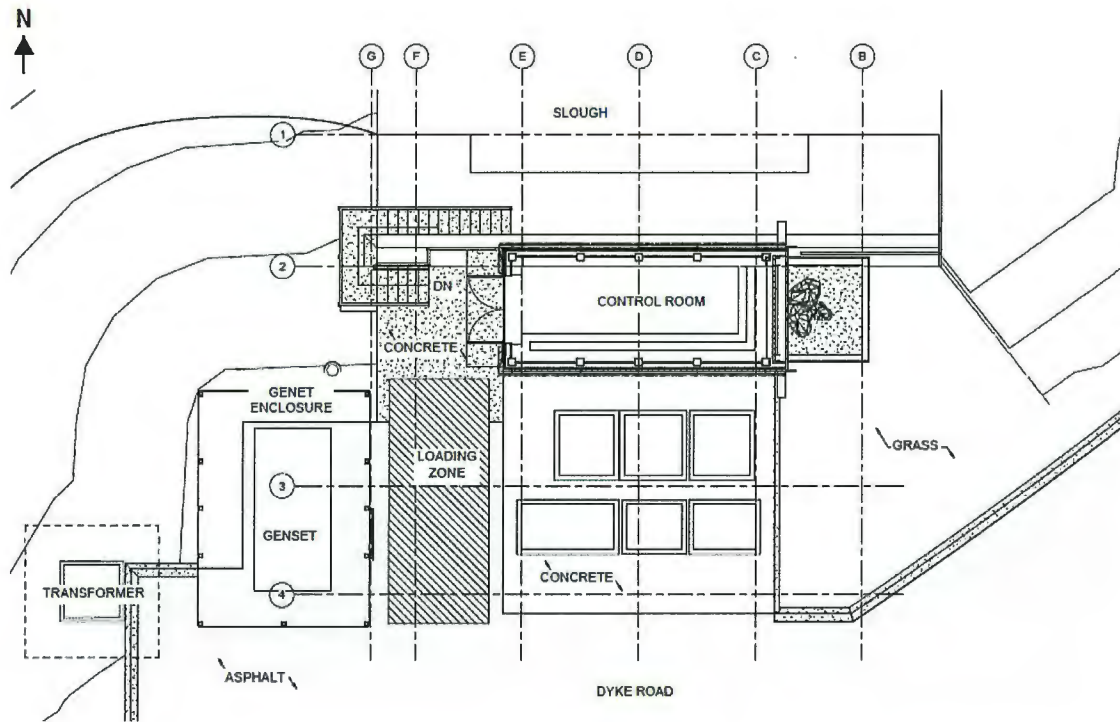 N
G F E D C B
SLOUGH
1
2
DN
CONTROL ROOM
CONCRETE
GENET
ENCLOSURE
LOADING
ZONE
GRASS
3
GENSET
CONCRETE
TRANSFORMER
4
ASPHALT
DYKE ROAD